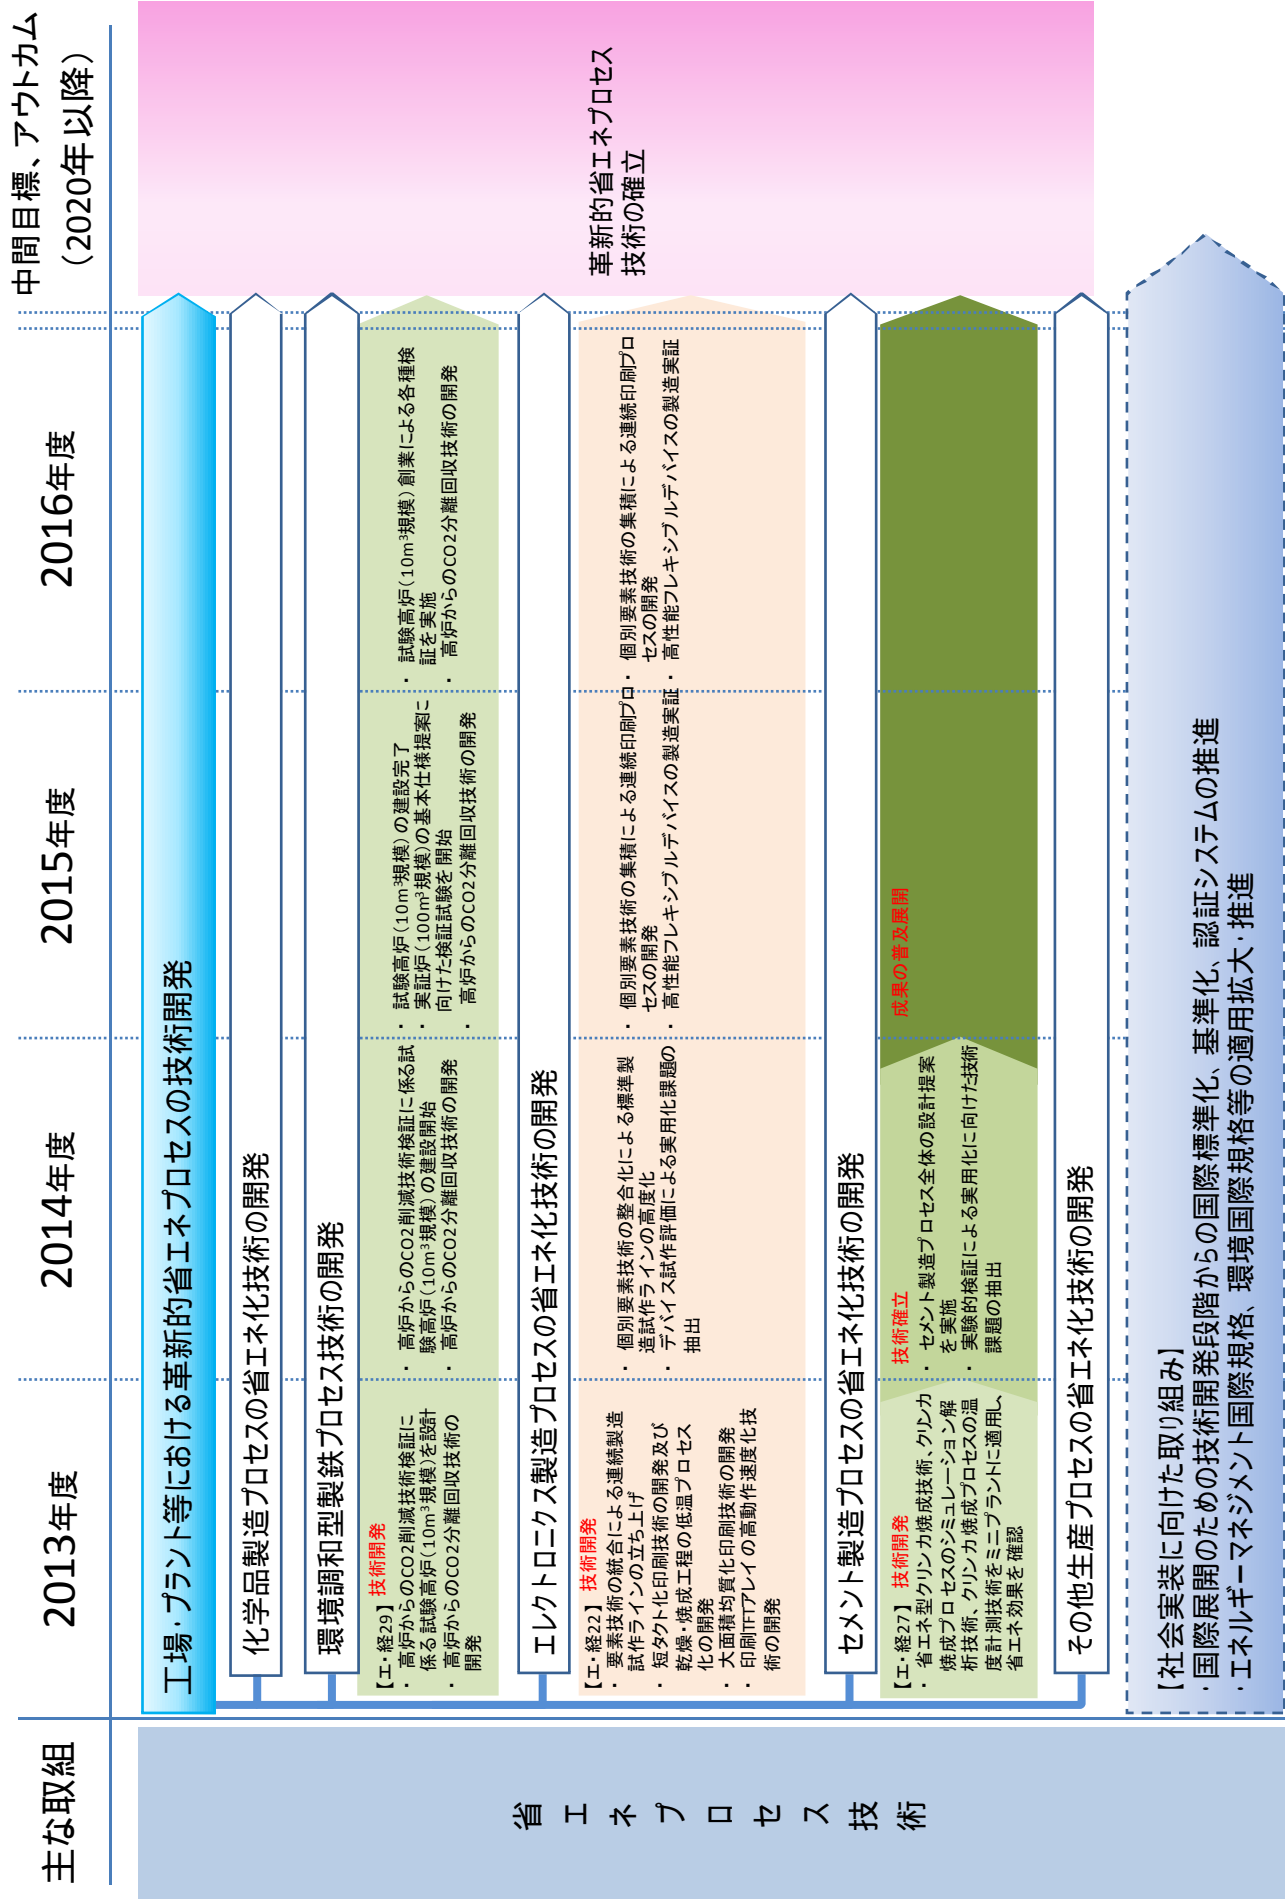 主な取組
2013年度
2014年度
2015年度
2016年度
中間目標、アウトカム
（2020年以降）
省エネプロセス技術
工場・プラント等における革新的省エネプロセスの技術開発
化学品製造プロセスの省エネ化技術の開発
環境調和型製鉄プロセス技術の開発
【エ・経29】
技術開発
・ 高炉からのCO2削減技術検証に
係る試験高炉（10m³規模）を設計
・ 高炉からのCO2分離回収技術の
開発
・ 高炉からのCO2削減技術検証に係る試
験高炉（10m³規模）の建設開始
・ 高炉からのCO2分離回収技術の開発
・ 試験高炉（10m³規模）の建設完了
・ 実証炉（100m³規模）の基本仕様提案に
向けた検証試験を開始
・ 高炉からのCO2分離回収技術の開発
・ 試験高炉（10m³規模）創業による各種検
証を実施
・ 高炉からのCO2分離回収技術の開発
エレクトロニクス製造プロセスの省エネ化技術の開発
【エ・経22】
技術開発
・ 要素技術の統合による連続製造
試作ラインの立ち上げ
・ 短タクト化印刷技術の開発及び
乾燥・焼成工程の低温プロセス
化の開発
・ 大面積均質化印刷技術の開発
・ 印刷TFTアレイの高動作速度化技
術の開発
・ 個別要素技術の整合化による標準製
造試作ラインの高度化
・ デバイス試作評価による実用化課題の
抽出
・ 個別要素技術の集積による連続印刷プロ
セスの開発
・ 高性能フレキシブルデバイスの製造実証
・ 個別要素技術の集積による連続印刷プロ
セスの開発
・ 高性能フレキシブルデバイスの製造実証
セメント製造プロセスの省エネ化技術の開発
【エ・経27】
技術開発
・ 省エネ型クリンカ焼成技術、クリンカ
焼成プロセスのシミュレーション解
析技術、クリンカ焼成プロセスの温
度計測技術をミニプラントに適用し、
省エネ効果を確認
技術確立
・ セメント製造プロセス全体の設計提案
を実施
・ 実験的検証による実用化に向けた技術
課題の抽出
成果の普及展開
その他生産プロセスの省エネ化技術の開発
革新的省エネプロセス
技術の確立
【社会実装に向けた取り組み】
・国際展開のための技術開発段階からの国際標準化、基準化、認証システムの推進
・エネルギーマネジメント国際規格、環境国際規格等の適用拡大・推進